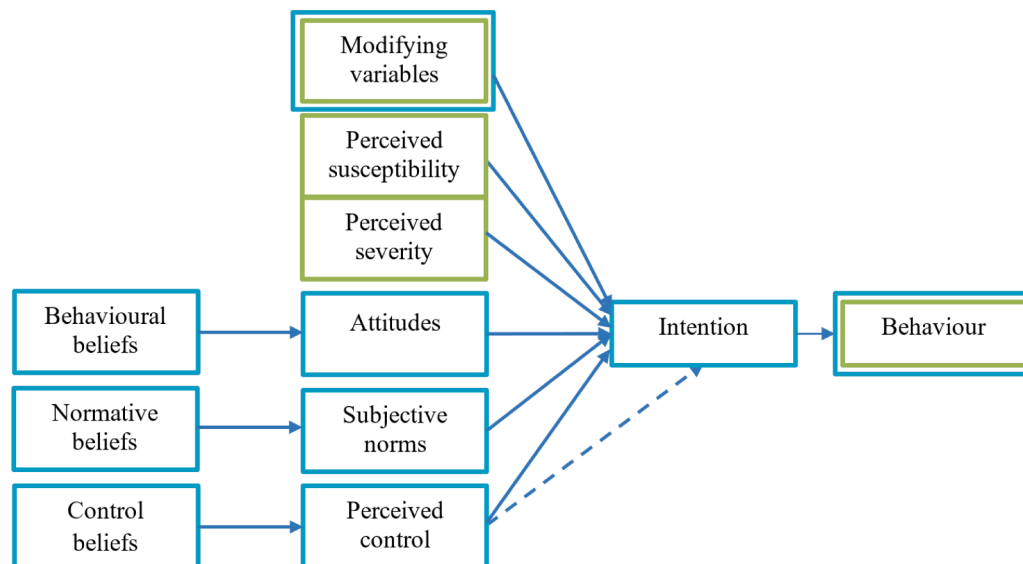 Modifying
variables
Perceived
susceptibility
Perceived
severity
Behavioural
beliefs
Attitudes
Intention
Behaviour
Normative
beliefs
Subjective
norms
Control
beliefs
Perceived
control